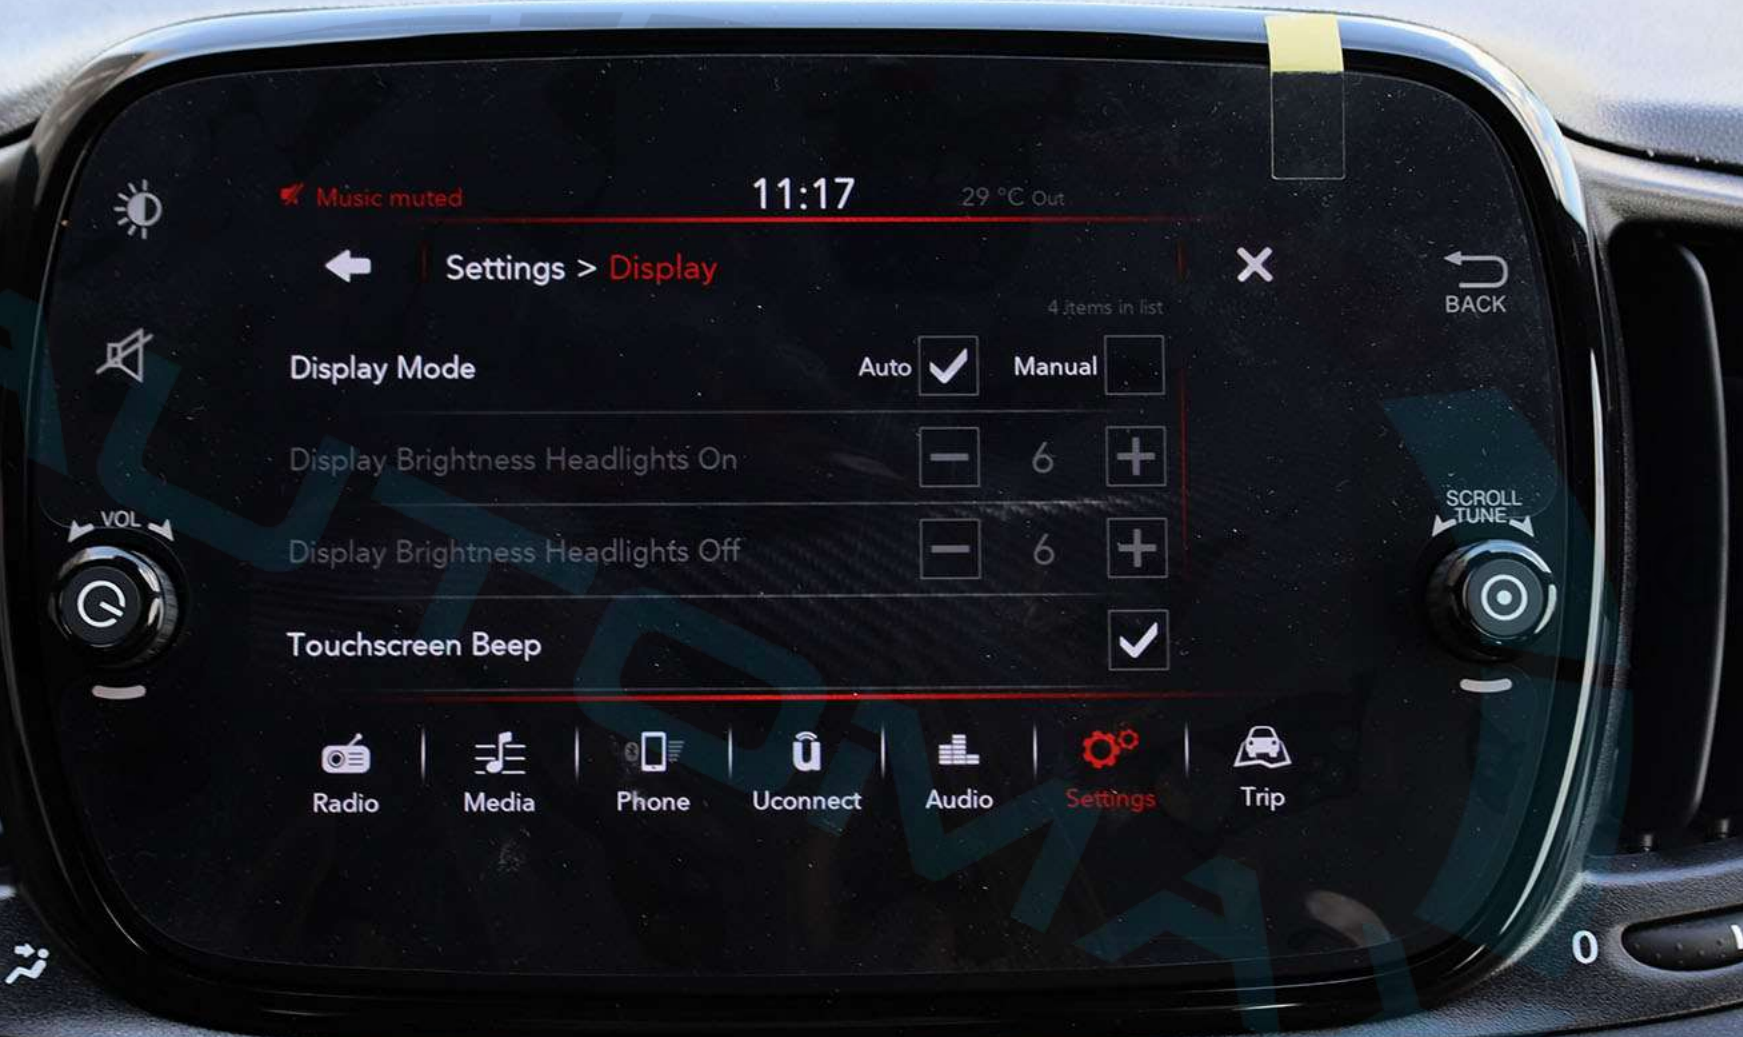 Music muted 11:17 29 °C Out
Settings > Display
4 items in list
BACK
Display Mode Auto Manual
Display Brightness Headlights On 6
Display Brightness Headlights Off 6
VOL
SCROLL
TUNE
Touchscreen Beep
Radio Media Phone Uconnect Audio Settings Trip
0